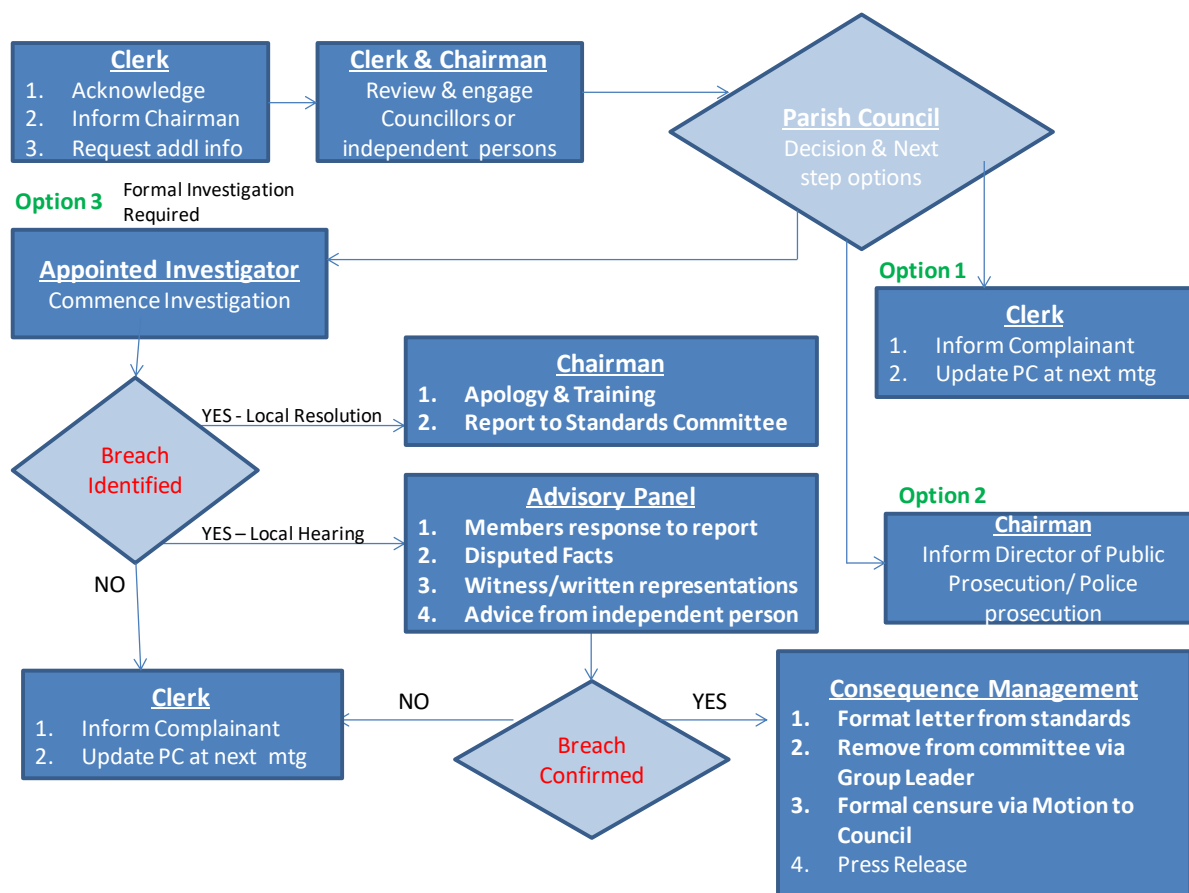 Clerk
1. Acknowledge
2. Inform Chairman
3. Request addl info
Clerk & Chairman
Review & engage
Councillors or
independent persons
Parish Council
Decision & Next
step options
Option 3
Formal Investigation
Required
Appointed Investigator
Commence Investigation
Option 1
Clerk
1. Inform Complainant
2. Update PC at next mtg
YES - Local Resolution
Chairman
1. Apology & Training
2. Report to Standards Committee
Breach
Identified
YES – Local Hearing
Advisory Panel
1. Members response to report
2. Disputed Facts
3. Witness/written representations
4. Advice from independent person
Option 2
Chairman
Inform Director of Public
Prosecution/ Police
prosecution
NO
Clerk
1. Inform Complainant
2. Update PC at next mtg
NO
Breach
Confirmed
YES
Consequence Management
1. Format letter from standards
2. Remove from committee via
Group Leader
3. Formal censure via Motion to
Council
4. Press Release